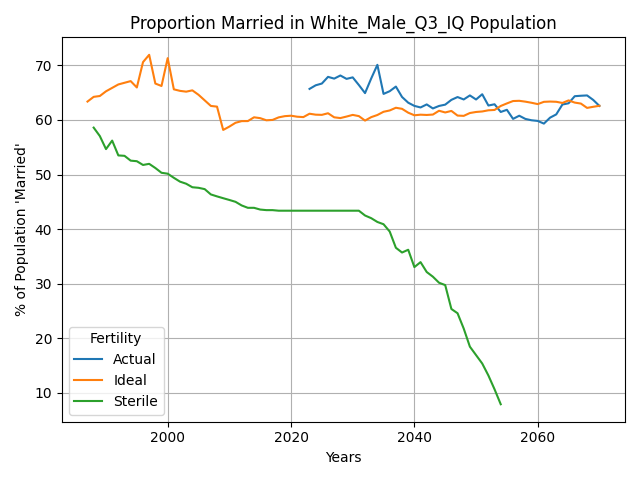 Proportion Married in White_Male_Q3_IQ Population
% of Population 'Married'
70
60
50
40
30
20
10
Fertility
Actual
Ideal
Sterile
2000
2020
2040
2060
Years